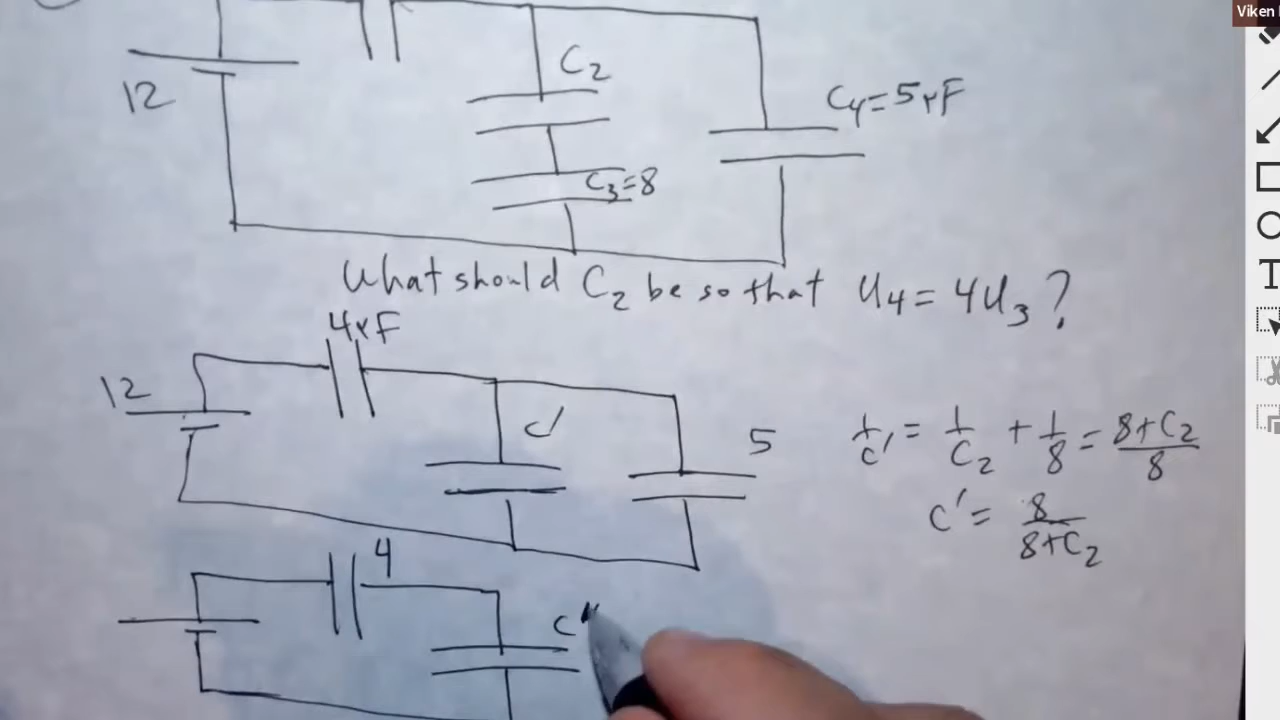 Viken
12
C₂
C₄=5μF
C₃=8
What should C₂ be so that U₄=4U₃?
4μF
12
C'
5
1/C' = 1/C₂ + 1/8 = (8+C₂)/8
C' = 8/(8+C₂)
4
C"
T